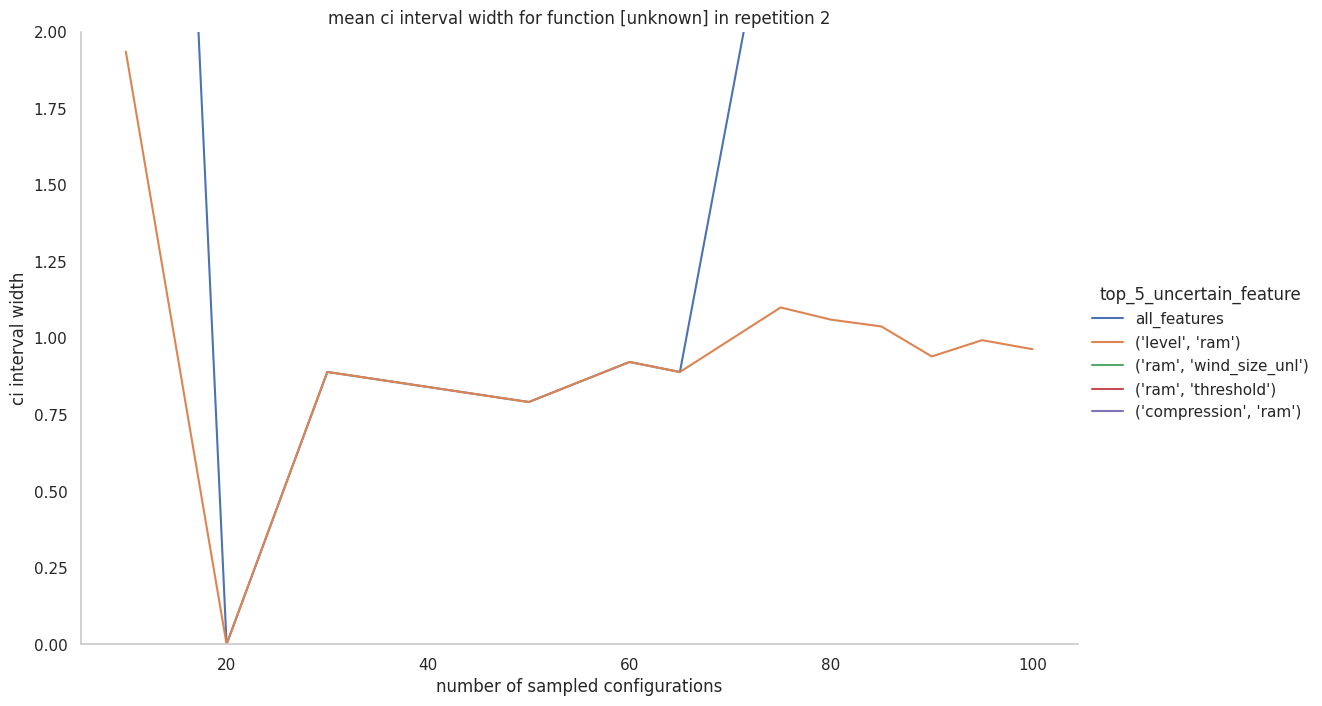 mean ci interval width for function [unknown] in repetition 2
2.00
1.75
1.50
1.25
1.00
0.75
0.50
0.25
0.00
ci interval width
20
40
60
80
100
number of sampled configurations
top_5_uncertain_feature
all_features
('level', 'ram')
('ram', 'wind_size_unl')
('ram', 'threshold')
('compression', 'ram')